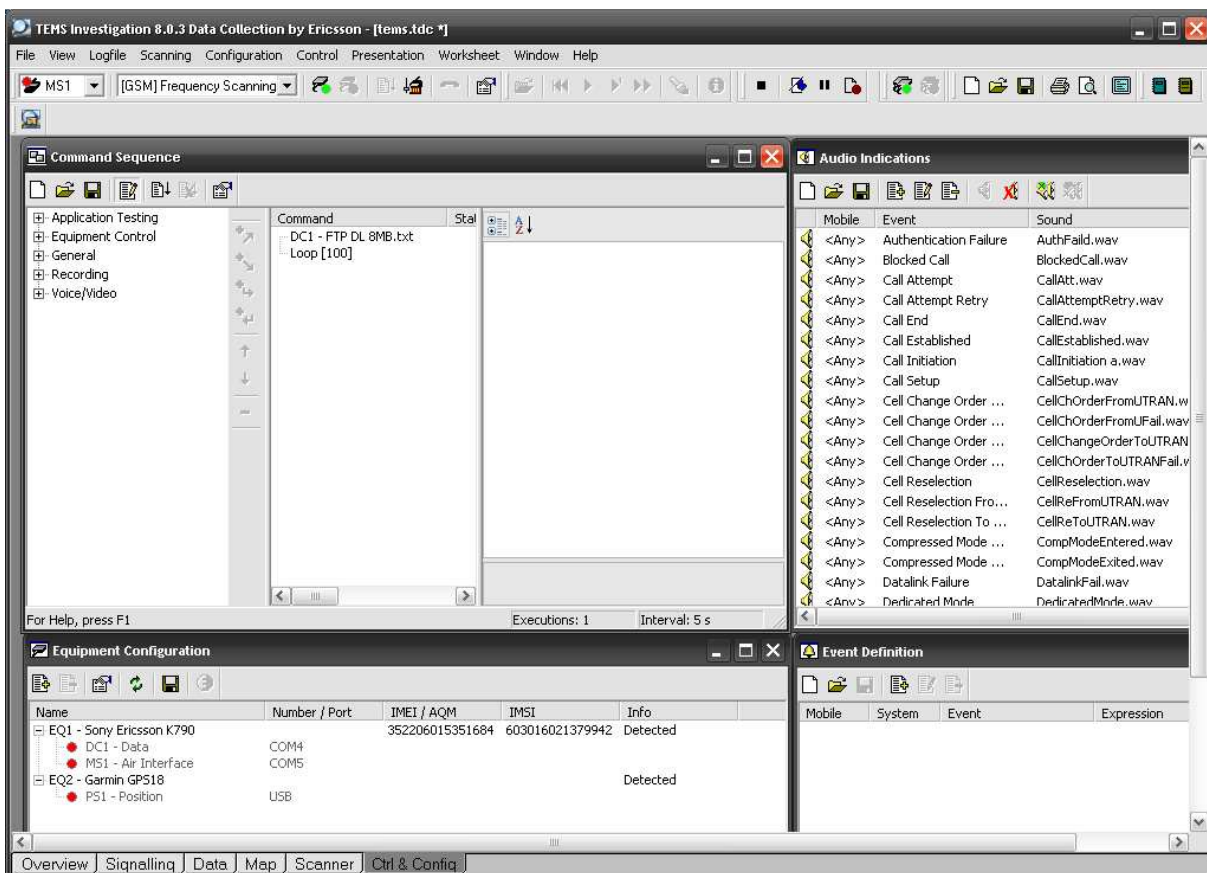 TEMS Investigation 8.0.3 Data Collection by Ericsson - [tems.tdc *]
File View Logfile Scanning Configuration Control Presentation Worksheet Window Help
MS1 [GSM] Frequency Scanning
Command Sequence
Application Testing
Equipment Control
General
Recording
Voice/Video
Command Stat
DC1 - FTP DL 8MB.txt
Loop [100]
For Help, press F1 Executions: 1 Interval: 5 s
Audio Indications
Mobile Event Sound
<Any> Authentication Failure AuthFaild.wav
<Any> Blocked Call BlockedCall.wav
<Any> Call Attempt CallAtt.wav
<Any> Call Attempt Retry CallAttemptRetry.wav
<Any> Call End CallEnd.wav
<Any> Call Established CallEstablished.wav
<Any> Call Initiation CallInitiation a.wav
<Any> Call Setup CallSetup.wav
<Any> Cell Change Order ... CellChOrderFromUTRAN.w
<Any> Cell Change Order ... CellChOrderFromUFail.wav
<Any> Cell Change Order ... CellChangeOrderToUTRAN
<Any> Cell Change Order ... CellChOrderToUTRANFail.w
<Any> Cell Reselection CellReselection.wav
<Any> Cell Reselection Fro... CellReFromUTRAN.wav
<Any> Cell Reselection To ... CellReToUTRAN.wav
<Any> Compressed Mode ... CompModeEntered.wav
<Any> Compressed Mode ... CompModeExited.wav
<Any> Datalink Failure DatalinkFail.wav
<Any> Dedicated Mode DedicatedMode.wav
Equipment Configuration
Name Number / Port IMEI / AQM IMSI Info
EQ1 - Sony Ericsson K790 352206015351684 603016021379942 Detected
DC1 - Data COM4
MS1 - Air Interface COM5
EQ2 - Garmin GPS18 Detected
PS1 - Position USB
Event Definition
Mobile System Event Expression
Overview Signalling Data Map Scanner Ctrl & Config